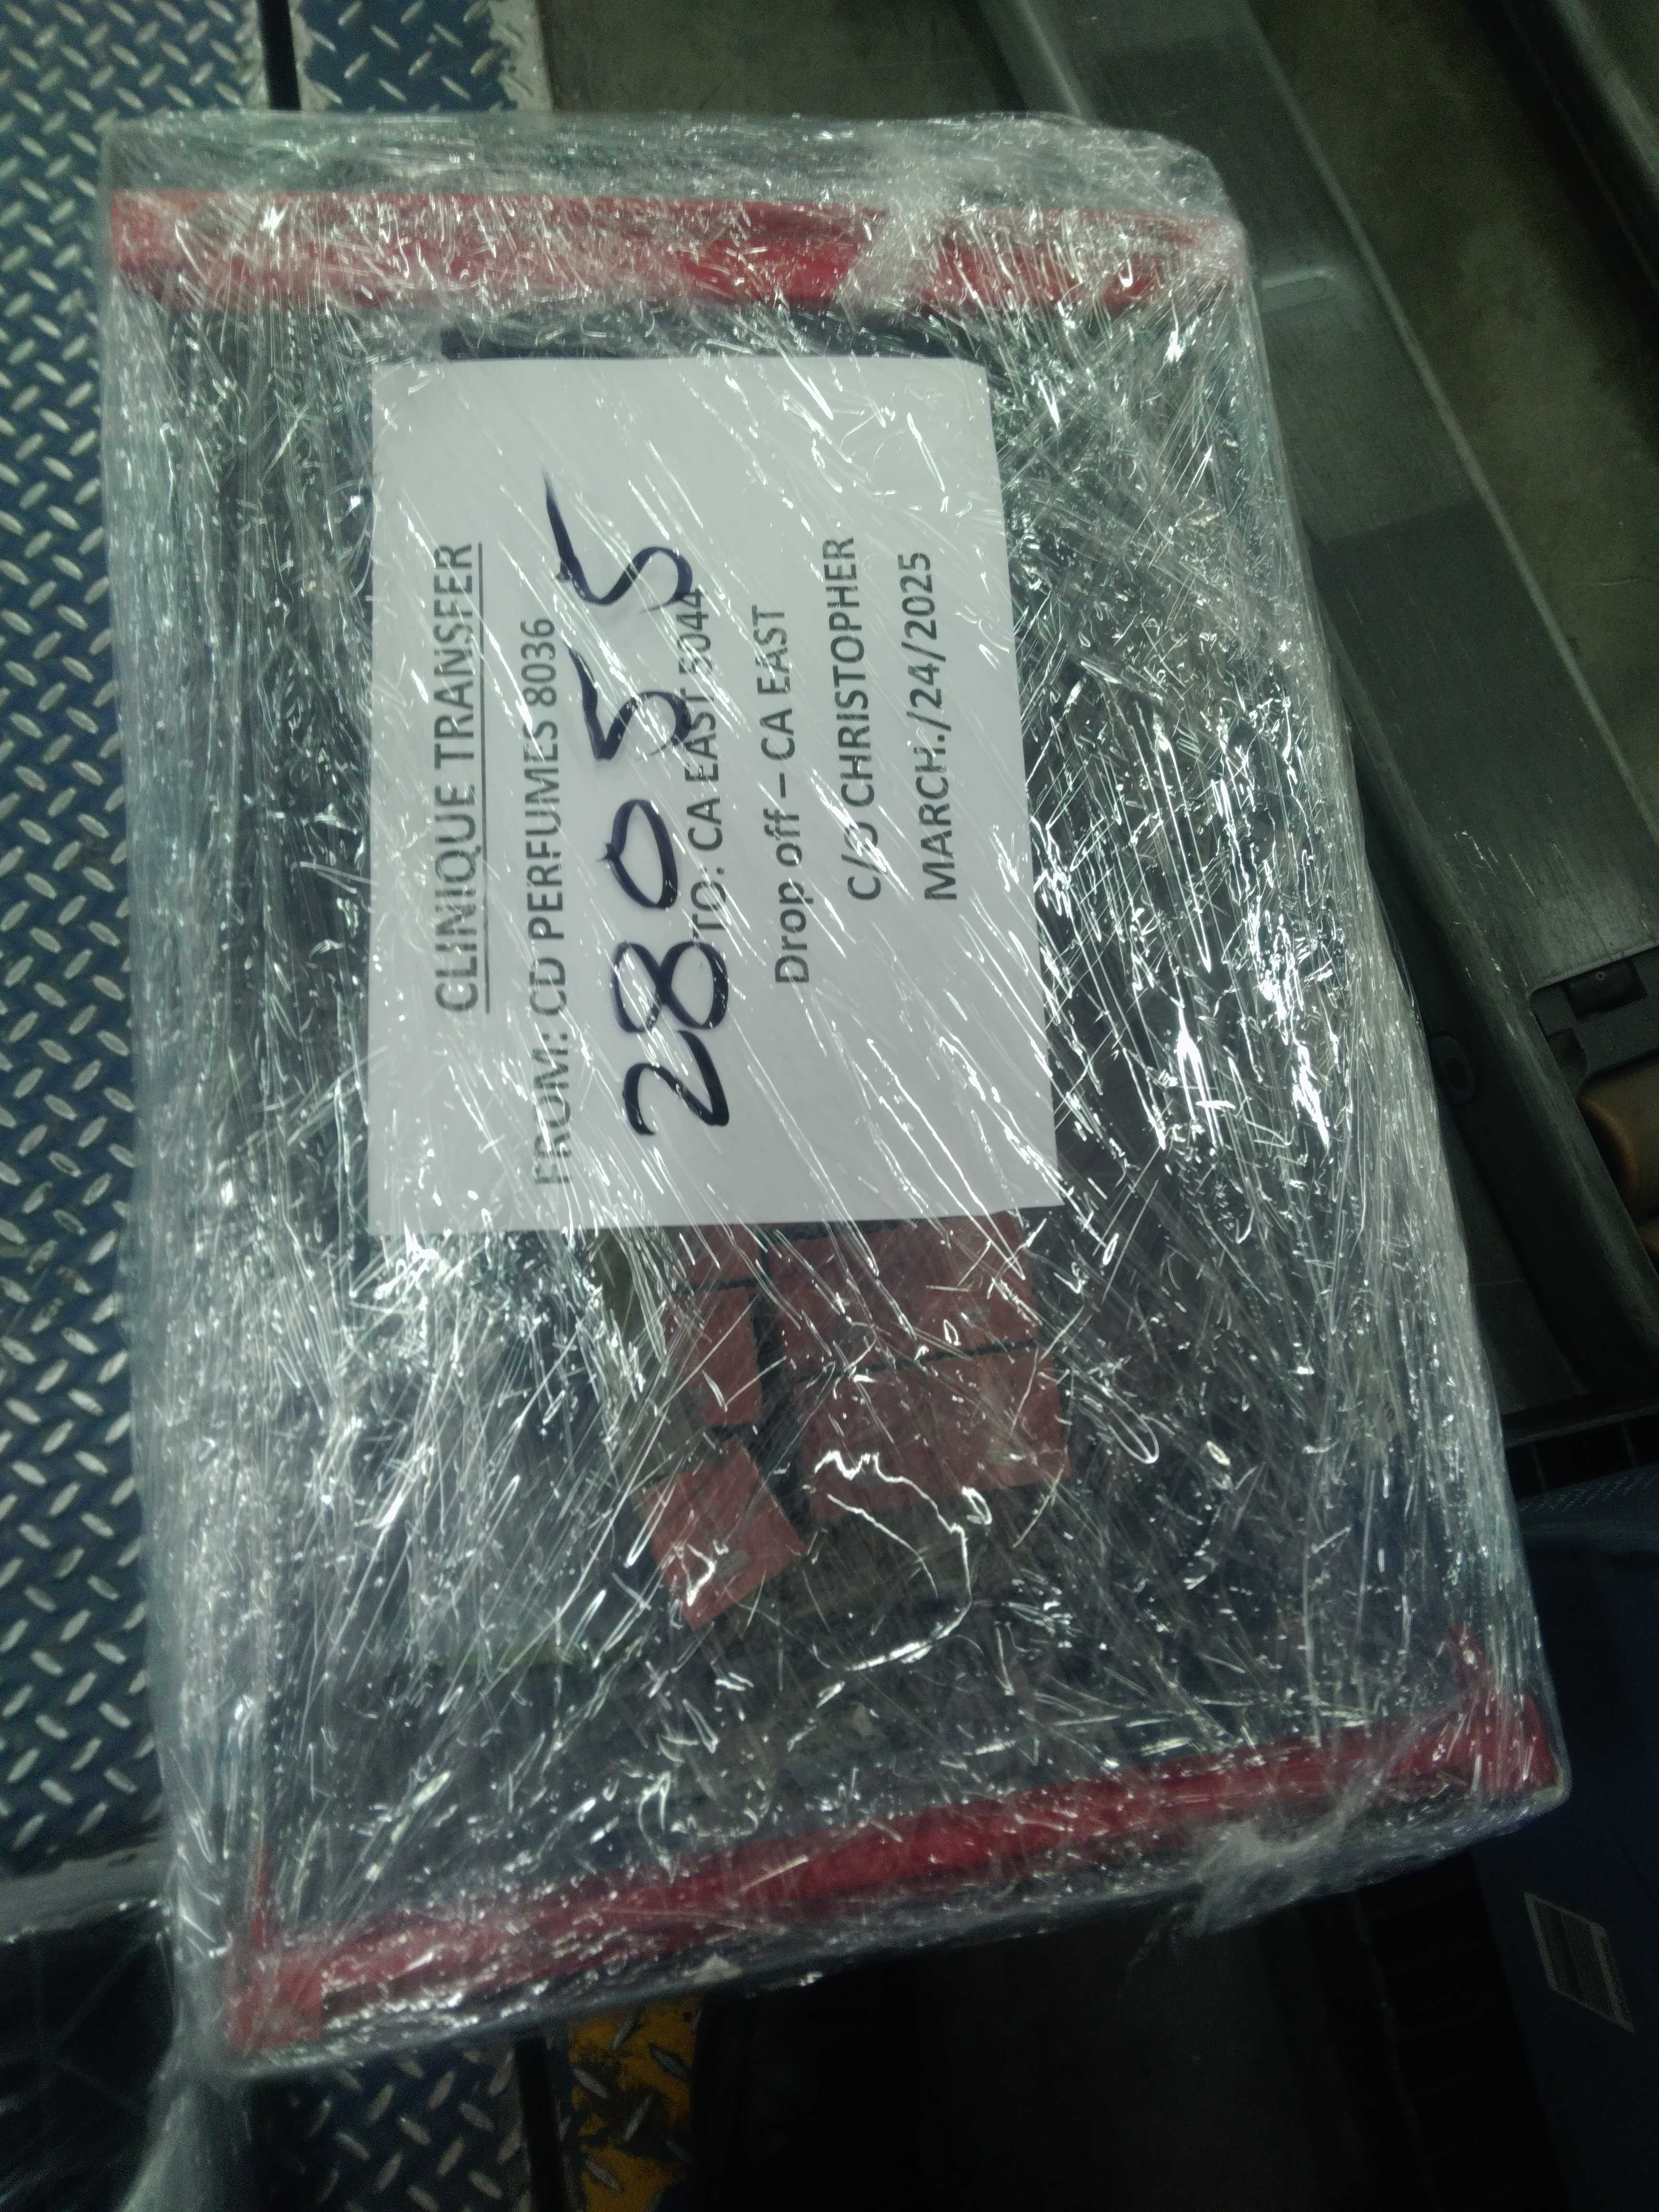 CLINIQUE TRANSFER
FROM: CD PERFUMES 8036
28055
TO: CA EAST 5044
Drop off – CA EAST
C/o CHRISTOPHER
MARCH./24/2025